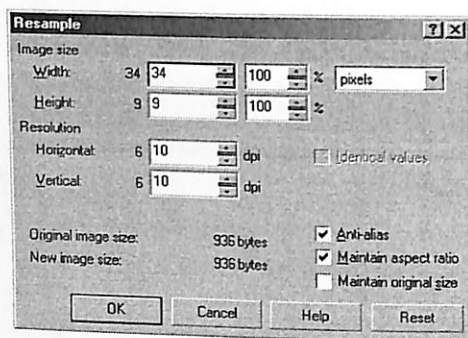 Resample
Image size
Width: 34 34 100 % pixels
Height: 9 9 100 %
Resolution
Horizontal: 6 10 dpi Identical values
Vertical: 6 10 dpi
Original image size: 936 bytes Anti-alias
New image size: 936 bytes Maintain aspect ratio
Maintain original size
OK Cancel Help Reset